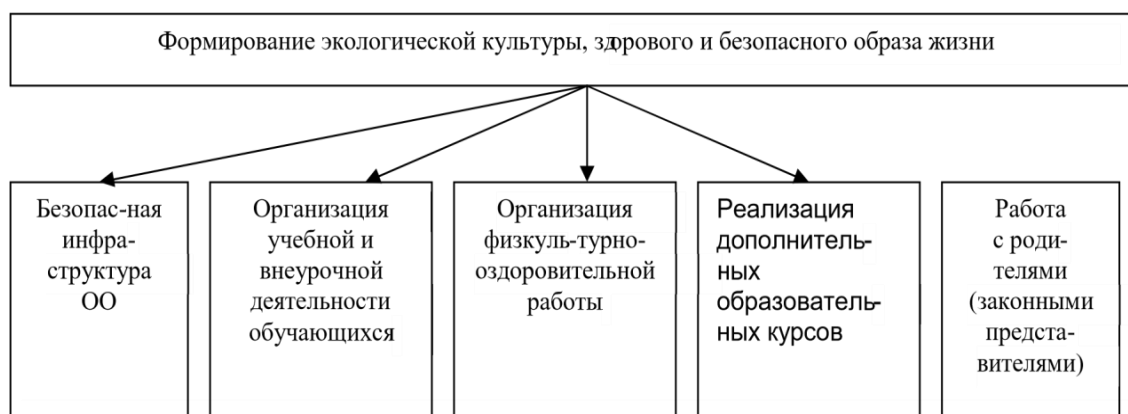 Формирование экологической культуры, здорового и безопасного образа жизни
Безопас-ная
инфра-
структура
ОО
Организация
учебной и
внеурочной
деятельности
обучающихся
Организация
физкуль-турно-
оздоровительной
работы
Реализация
дополнитель-
ных
образователь-
ных курсов
Работа
с роди-
телями
(законными
предста-
вителями)